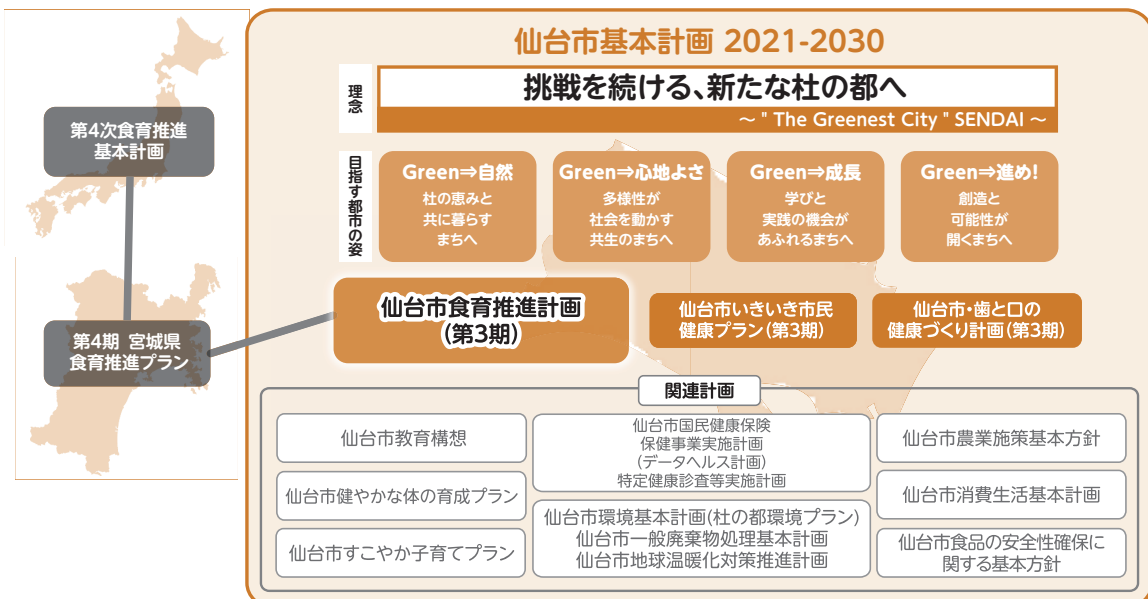 仙台市基本計画 2021-2030
理念
挑戦を続ける、新たな杜の都へ
～ " The Greenest City " SENDAI ～
第4次食育推進
基本計画
目指す都市の姿
Green⇒自然
杜の恵みと
共に暮らす
まちへ
Green⇒心地よさ
多様性が
社会を動かす
共生のまちへ
Green⇒成長
学びと
実践の機会が
あふれるまちへ
Green⇒進め!
創造と
可能性が
開くまちへ
第4期 宮城県
食育推進プラン
仙台市食育推進計画
(第3期)
仙台市いきいき市民
健康プラン(第3期)
仙台市・歯と口の
健康づくり計画(第3期)
関連計画
仙台市教育構想
仙台市健やかな体の育成プラン
仙台市すこやか子育てプラン
仙台市国民健康保険
保健事業実施計画
(データヘルス計画)
特定健康診査等実施計画
仙台市環境基本計画(杜の都環境プラン)
仙台市一般廃棄物処理基本計画
仙台市地球温暖化対策推進計画
仙台市農業施策基本方針
仙台市消費生活基本計画
仙台市食品の安全性確保に
関する基本方針